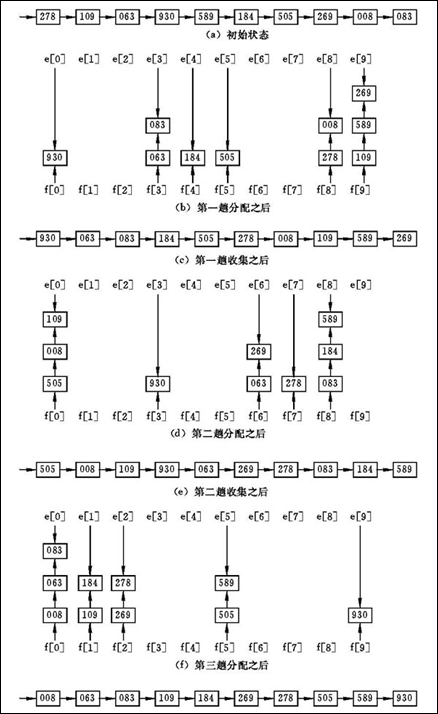 278 109 063 930 589 184 505 269 008 083
(a) 初始状态
e[0] e[1] e[2] e[3] e[4] e[5] e[6] e[7] e[8] e[9]
269
083 008 589
930 063 184 505 278 109
f[0] f[1] f[2] f[3] f[4] f[5] f[6] f[7] f[8] f[9]
(b) 第一趟分配之后
930 063 083 184 505 278 008 109 589 269
(c) 第一趟收集之后
e[0] e[1] e[2] e[3] e[4] e[5] e[6] e[7] e[8] e[9]
109 589
008 269 184
505 930 063 278 083
f[0] f[1] f[2] f[3] f[4] f[5] f[6] f[7] f[8] f[9]
(d) 第二趟分配之后
505 008 109 930 063 269 278 083 184 589
(e) 第二趟收集之后
e[0] e[1] e[2] e[3] e[4] e[5] e[6] e[7] e[8] e[9]
083
063 184 278 589
008 109 269 505 930
f[0] f[1] f[2] f[3] f[4] f[5] f[6] f[7] f[8] f[9]
(f) 第三趟分配之后
008 063 083 109 184 269 278 505 589 930